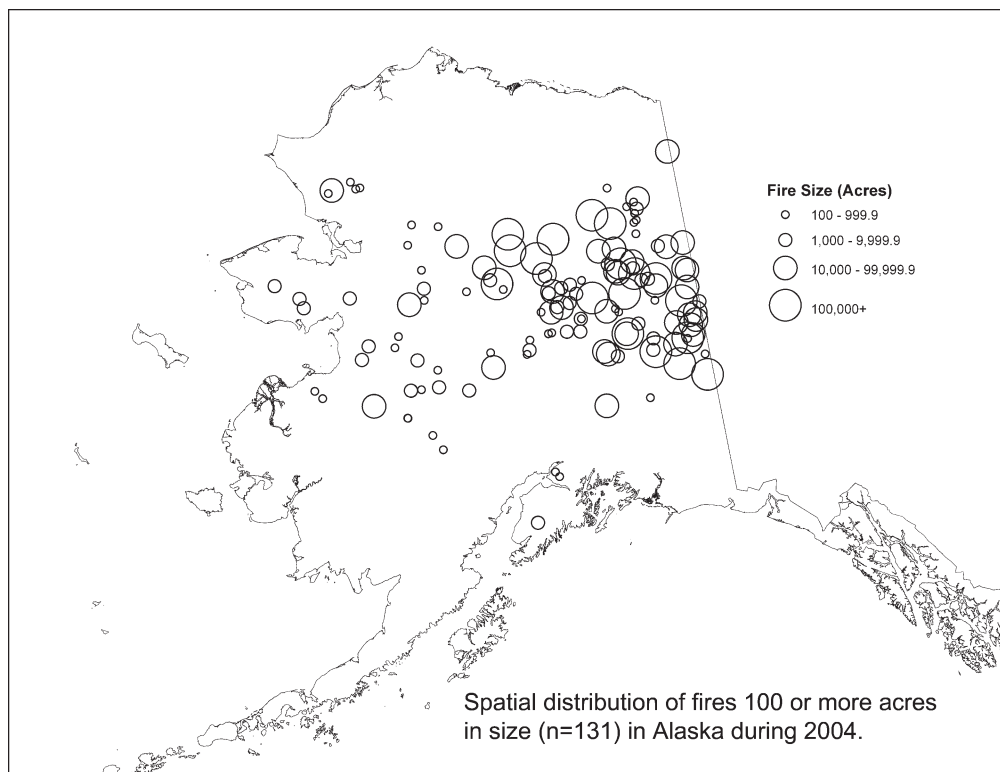 Fire Size (Acres)
100 - 999.9
1,000 - 9,999.9
10,000 - 99,999.9
100,000+
Spatial distribution of fires 100 or more acres
in size (n=131) in Alaska during 2004.